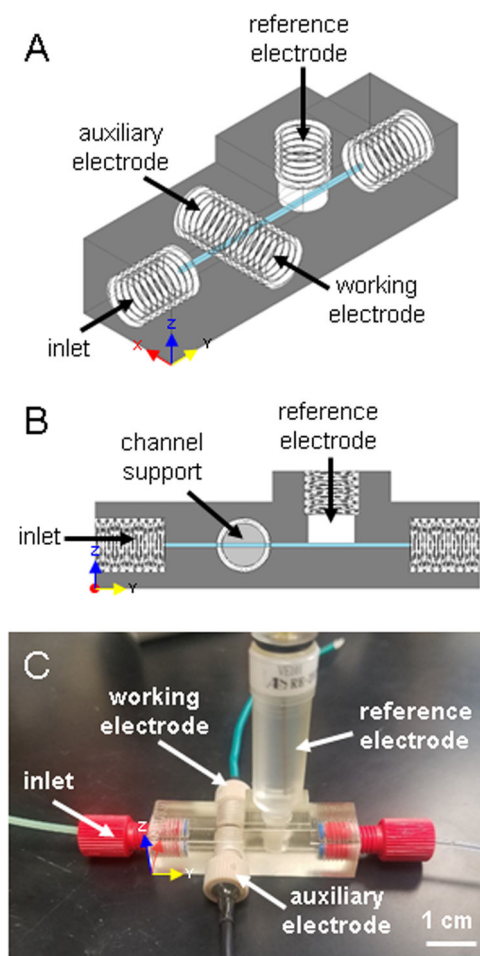 A
reference
electrode
auxiliary
electrode
working
electrode
inlet
X
Z
Y
B
reference
electrode
channel
support
inlet
Z
Y
C
working
electrode
reference
electrode
inlet
Z
Y
auxiliary
electrode
1 cm